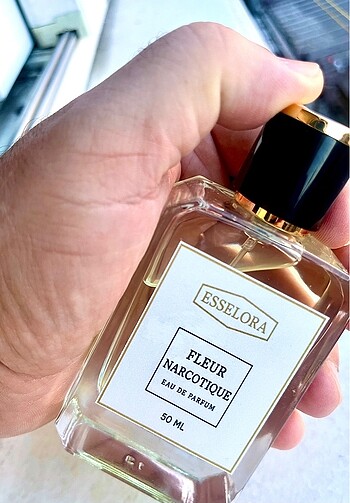 ESSELORA
FLEUR
NARCOTIQUE
EAU DE PARFUM
50 ML